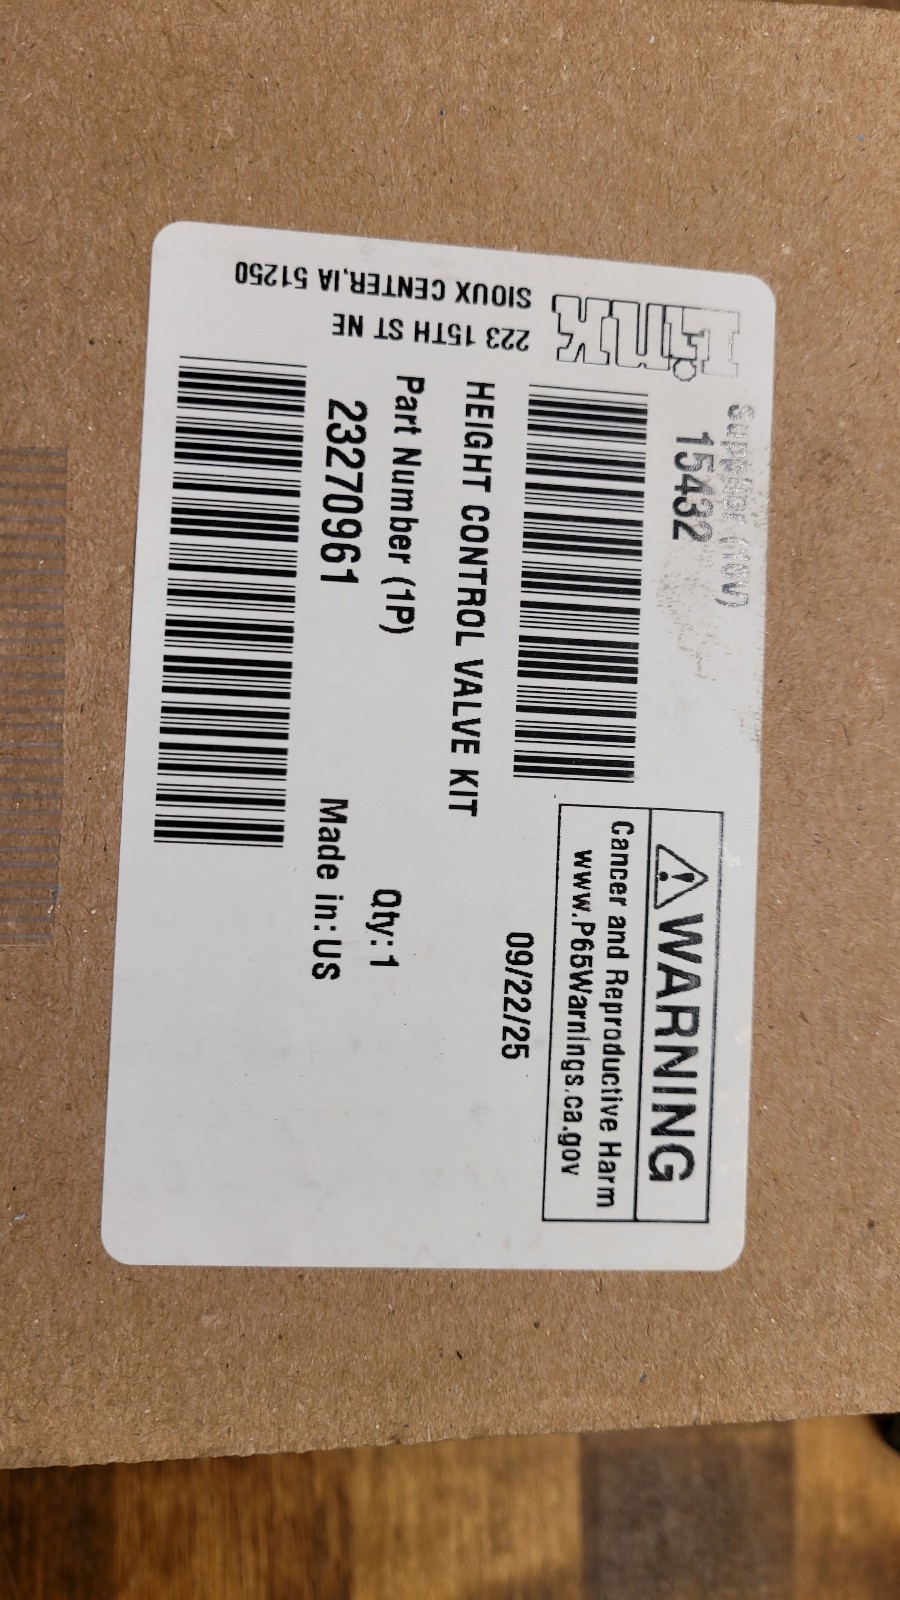 Link
223 15TH ST NE
SIOUX CENTER,IA 51250
Supplier (10V)
15432
⚠WARNING
Cancer and Reproductive Harm
www.P65Warnings.ca.gov
09/22/25
HEIGHT CONTROL VALVE KIT
Part Number (1P)
23270961
Qty: 1
Made in: US